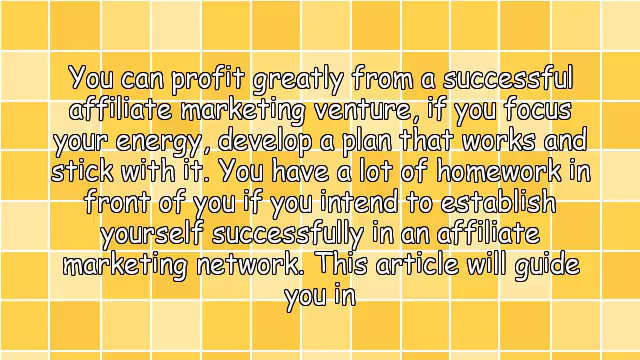 You can profit greatly from a successful
affiliate marketing venture, if you focus
your energy, develop a plan that works and
stick with it. You have a lot of homework in
front of you if you intend to establish
yourself successfully in an affiliate
marketing network. This article will guide
you in